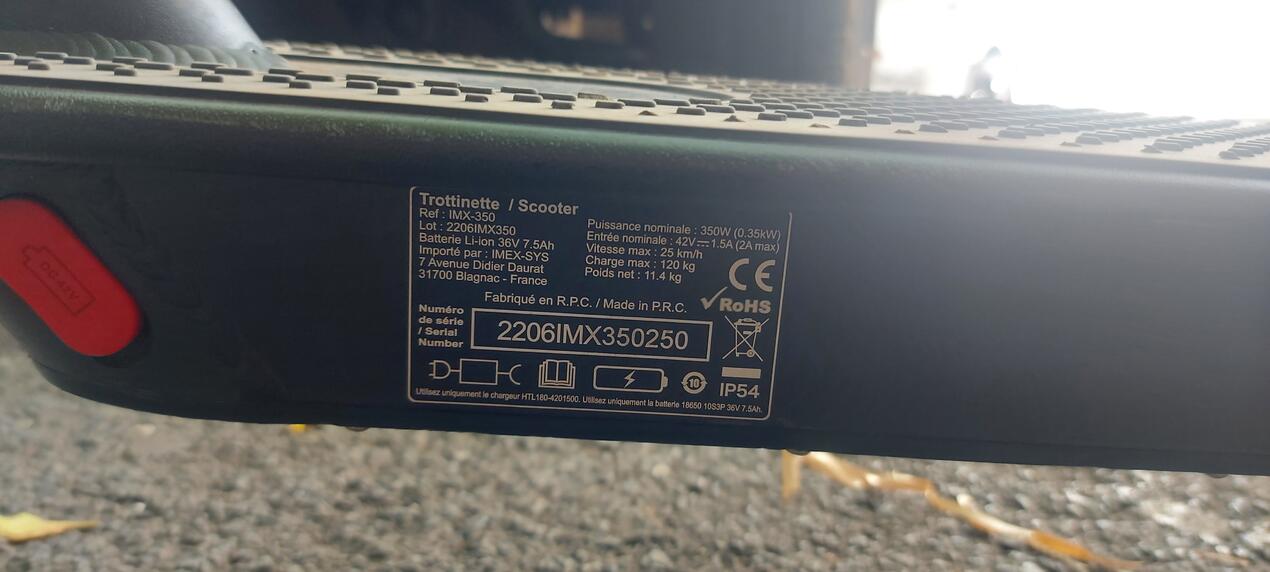 Trottinette / Scooter
Ref : IMX-350
Lot : 2206IMX350
Batterie Li-ion 36V 7.5Ah
Importé par : IMEX-SYS
7 Avenue Didier Daurat
31700 Blagnac - France
Puissance nominale : 350W (0.35kW)
Entrée nominale : 42V 1.5A (2A max)
Vitesse max : 25 km/h
Charge max : 120 kg
Poids net : 11.4 kg
CE
RoHS
Fabriqué en R.P.C. / Made in P.R.C.
Numéro
de série
/ Serial
Number
2206IMX350250
10
IP54
Utilisez uniquement le chargeur HTL180-4201500. Utilisez uniquement la batterie 18650 10S3P 36V 7.5Ah.